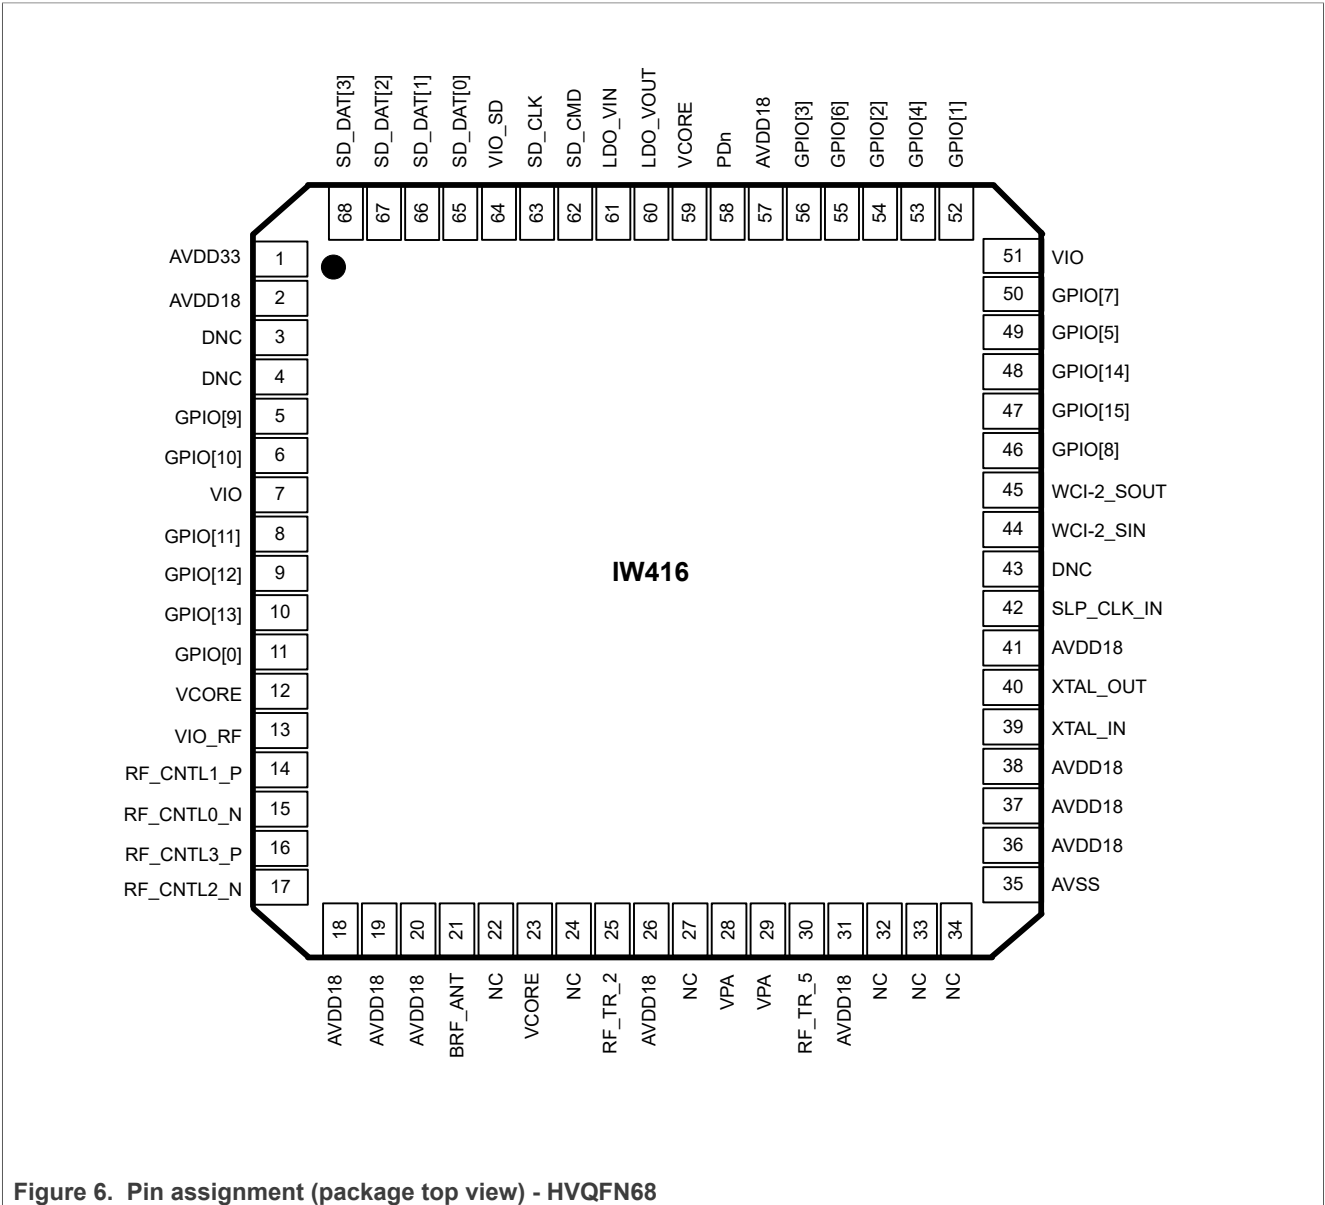 SD_DAT[3]
SD_DAT[2]
SD_DAT[1]
SD_DAT[0]
VIO_SD
SD_CLK
SD_CMD
LDO_VIN
LDO_VOUT
VCORE
PDn
AVDD18
GPIO[3]
GPIO[6]
GPIO[2]
GPIO[4]
GPIO[1]
68
67
66
65
64
63
62
61
60
59
58
57
56
55
54
53
52
AVDD33 1
AVDD18 2
DNC 3
DNC 4
GPIO[9] 5
GPIO[10] 6
VIO 7
GPIO[11] 8
GPIO[12] 9
GPIO[13] 10
GPIO[0] 11
VCORE 12
VIO_RF 13
RF_CNTL1_P 14
RF_CNTL0_N 15
RF_CNTL3_P 16
RF_CNTL2_N 17
IW416
51 VIO
50 GPIO[7]
49 GPIO[5]
48 GPIO[14]
47 GPIO[15]
46 GPIO[8]
45 WCI-2_SOUT
44 WCI-2_SIN
43 DNC
42 SLP_CLK_IN
41 AVDD18
40 XTAL_OUT
39 XTAL_IN
38 AVDD18
37 AVDD18
36 AVDD18
35 AVSS
18
19
20
21
22
23
24
25
26
27
28
29
30
31
32
33
34
AVDD18
AVDD18
AVDD18
BRF_ANT
NC
VCORE
NC
RF_TR_2
AVDD18
NC
VPA
VPA
RF_TR_5
AVDD18
NC
NC
NC
Figure 6. Pin assignment (package top view) - HVQFN68